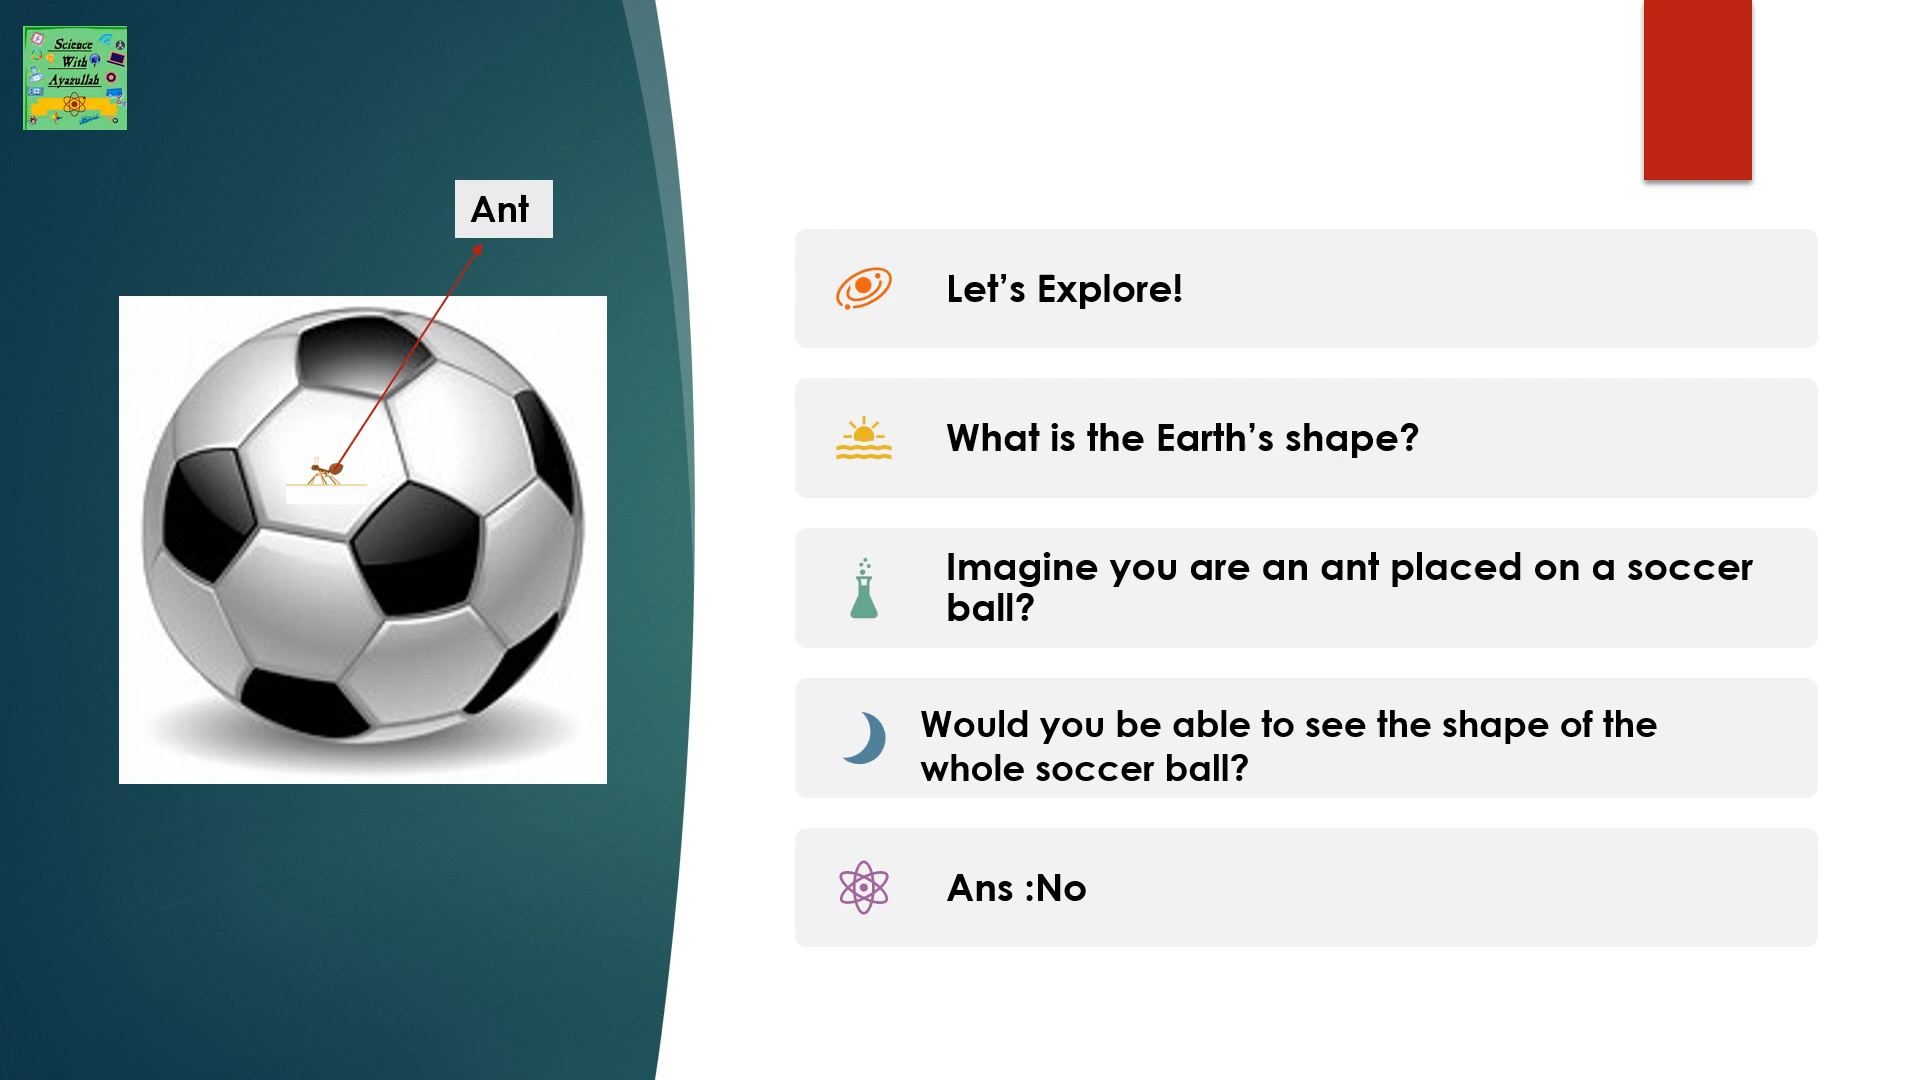 Science
With
Ayazullah
Ant
Let’s Explore!
What is the Earth’s shape?
Imagine you are an ant placed on a soccer
ball?
Would you be able to see the shape of the
whole soccer ball?
Ans :No